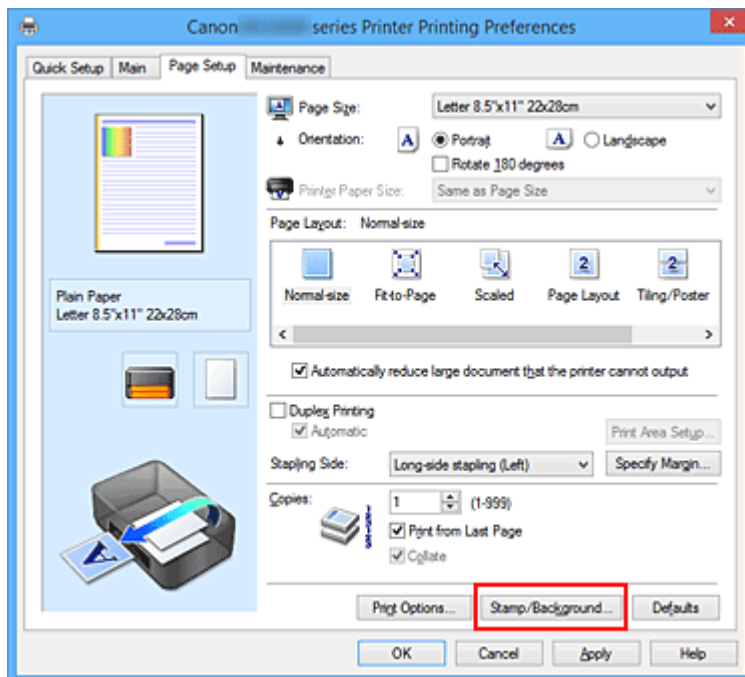 Canon series Printer Printing Preferences
Quick Setup Main Page Setup Maintenance
Page Size: Letter 8.5"x11" 22x28cm
Orientation: A Portrait A Landscape
Rotate 180 degrees
Printer Paper Size: Same as Page Size
Page Layout: Normal-size
2 2
Normal-size Fit-to-Page Scaled Page Layout Tiling/Poster
Plain Paper
Letter 8.5"x11" 22x28cm
Automatically reduce large document that the printer cannot output
Duplex Printing
Automatic
Print Area Setup...
Stapling Side: Long-side stapling (Left) Specify Margin...
Copies: 1 (1-999)
Print from Last Page
Collate
A
Print Options... Stamp/Background... Defaults
OK Cancel Apply Help